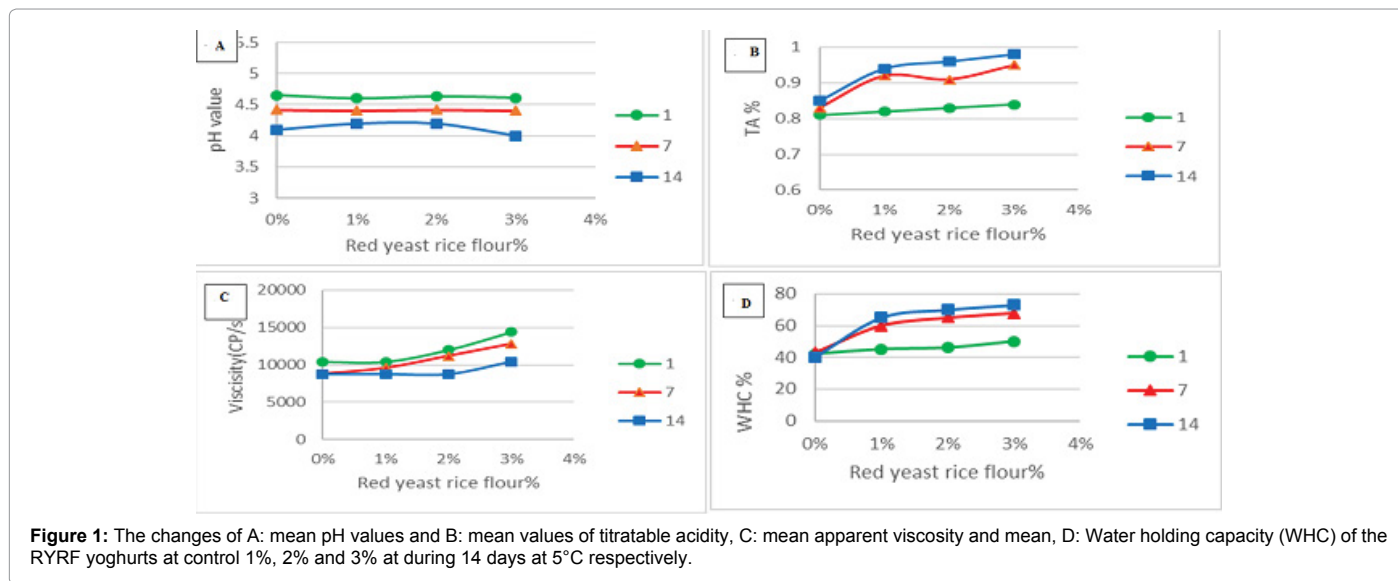 A
5.5
5
4.5
4
3.5
3
pH value
0% 1% 2% 3% 4%
Red yeast rice flour%
1
7
14
B
1
0.9
0.8
0.7
0.6
TA %
0% 1% 2% 3% 4%
Red yeast rice flour%
1
7
14
C
20000
15000
10000
5000
0
Viscisity(CP/s
0% 1% 2% 3% 4%
Red yeast rice flour%
1
7
14
D
80
60
40
20
0
WHC %
0% 1% 2% 3% 4%
Red yeast rice flour%
1
7
14
Figure 1: The changes of A: mean pH values and B: mean values of titratable acidity, C: mean apparent viscosity and mean, D: Water holding capacity (WHC) of the
RYRF yoghurts at control 1%, 2% and 3% at during 14 days at 5°C respectively.